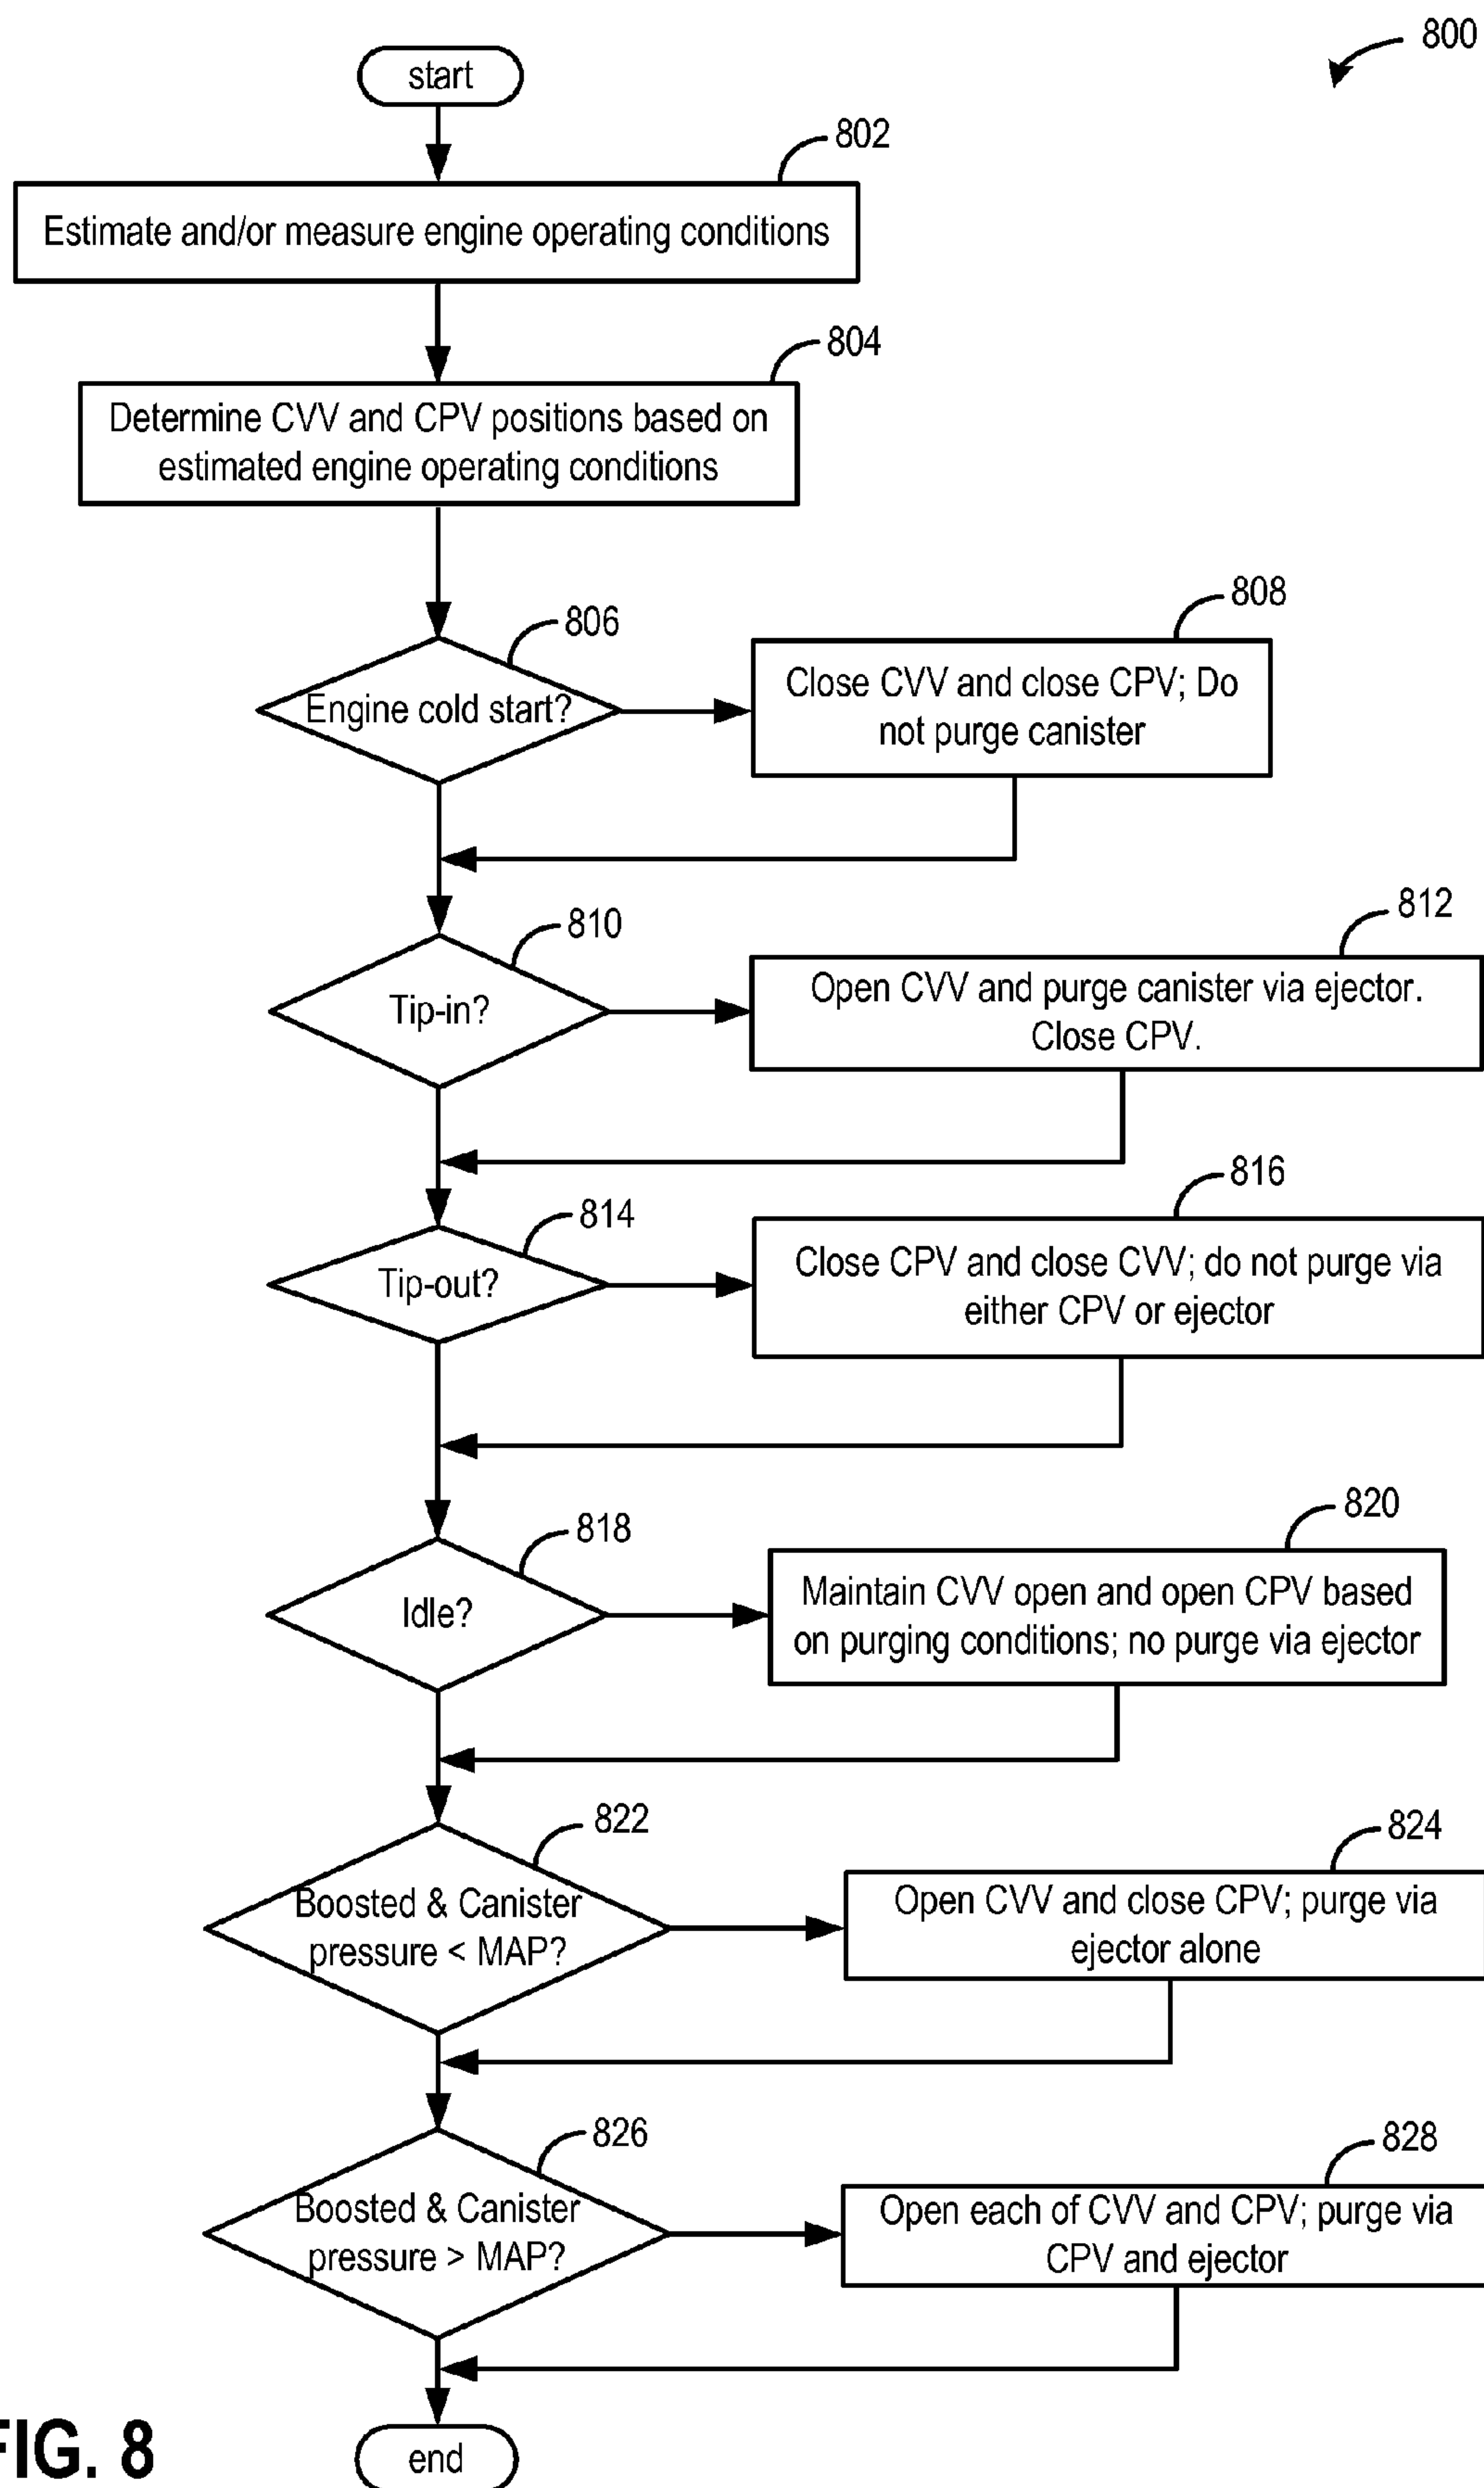 800
start
802
Estimate and/or measure engine operating conditions
804
Determine CVV and CPV positions based on
estimated engine operating conditions
806
Engine cold start?
808
Close CVV and close CPV; Do
not purge canister
810
Tip-in?
812
Open CVV and purge canister via ejector.
Close CPV.
814
Tip-out?
816
Close CPV and close CVV; do not purge via
either CPV or ejector
818
Idle?
820
Maintain CVV open and open CPV based
on purging conditions; no purge via ejector
822
Boosted & Canister
pressure < MAP?
824
Open CVV and close CPV; purge via
ejector alone
826
Boosted & Canister
pressure > MAP?
828
Open each of CVV and CPV; purge via
CPV and ejector
end
FIG. 8